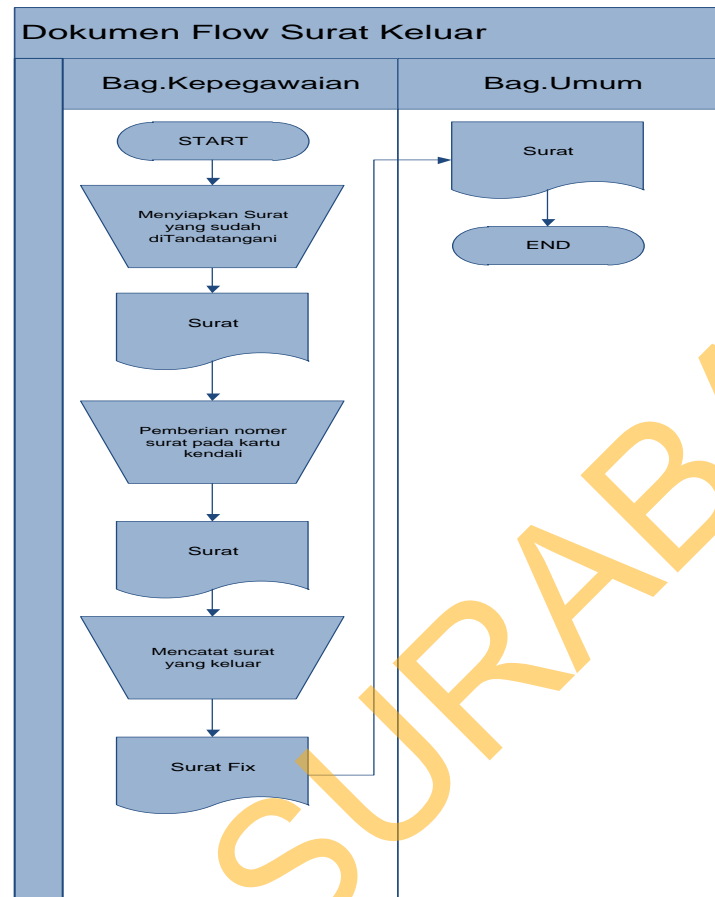 Dokumen Flow Surat Keluar
Bag.Kepegawaian
Bag.Umum
START
Menyiapkan Surat
yang sudah
diTandatangani
Surat
Pemberian nomer
surat pada kartu
kendali
Surat
Mencatat surat
yang keluar
Surat Fix
Surat
END
SURABA